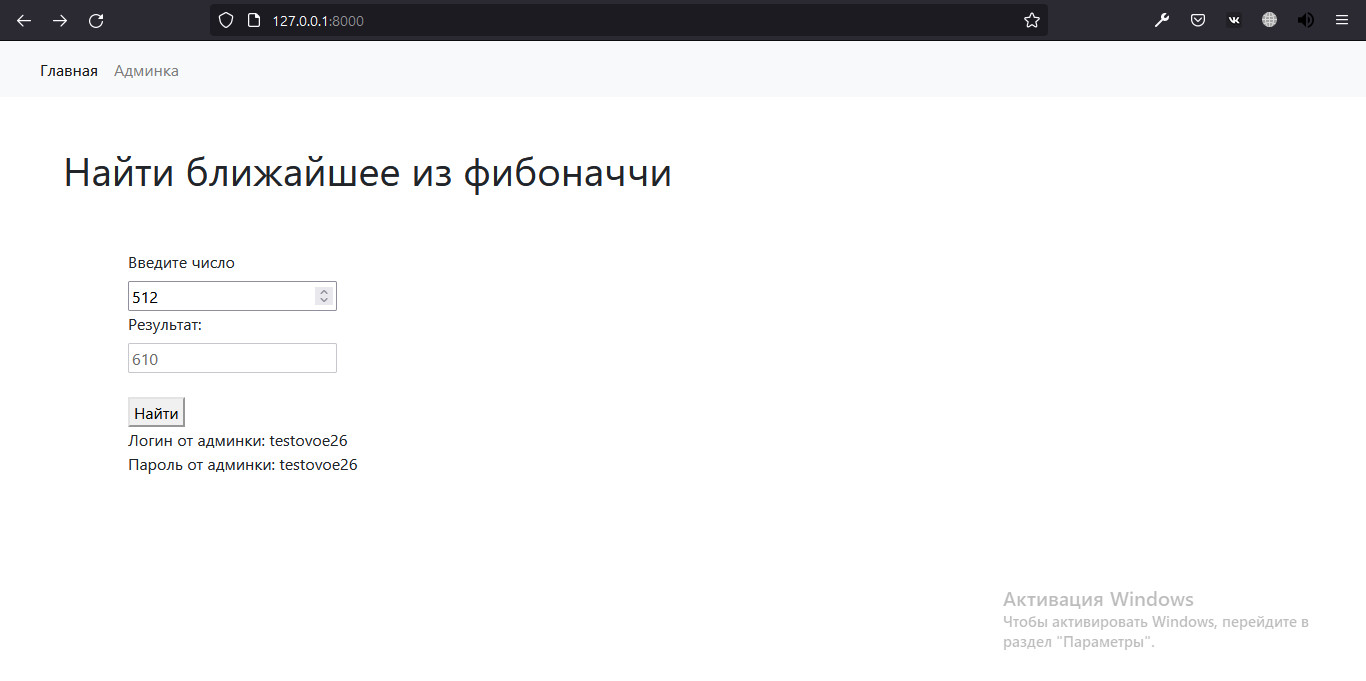 127.0.0.1:8000
Главная Админка
Найти ближайшее из фибоначчи
Введите число
512
Результат:
610
Найти
Логин от админки: testovoe26
Пароль от админки: testovoe26
Активация Windows
Чтобы активировать Windows, перейдите в
раздел "Параметры".